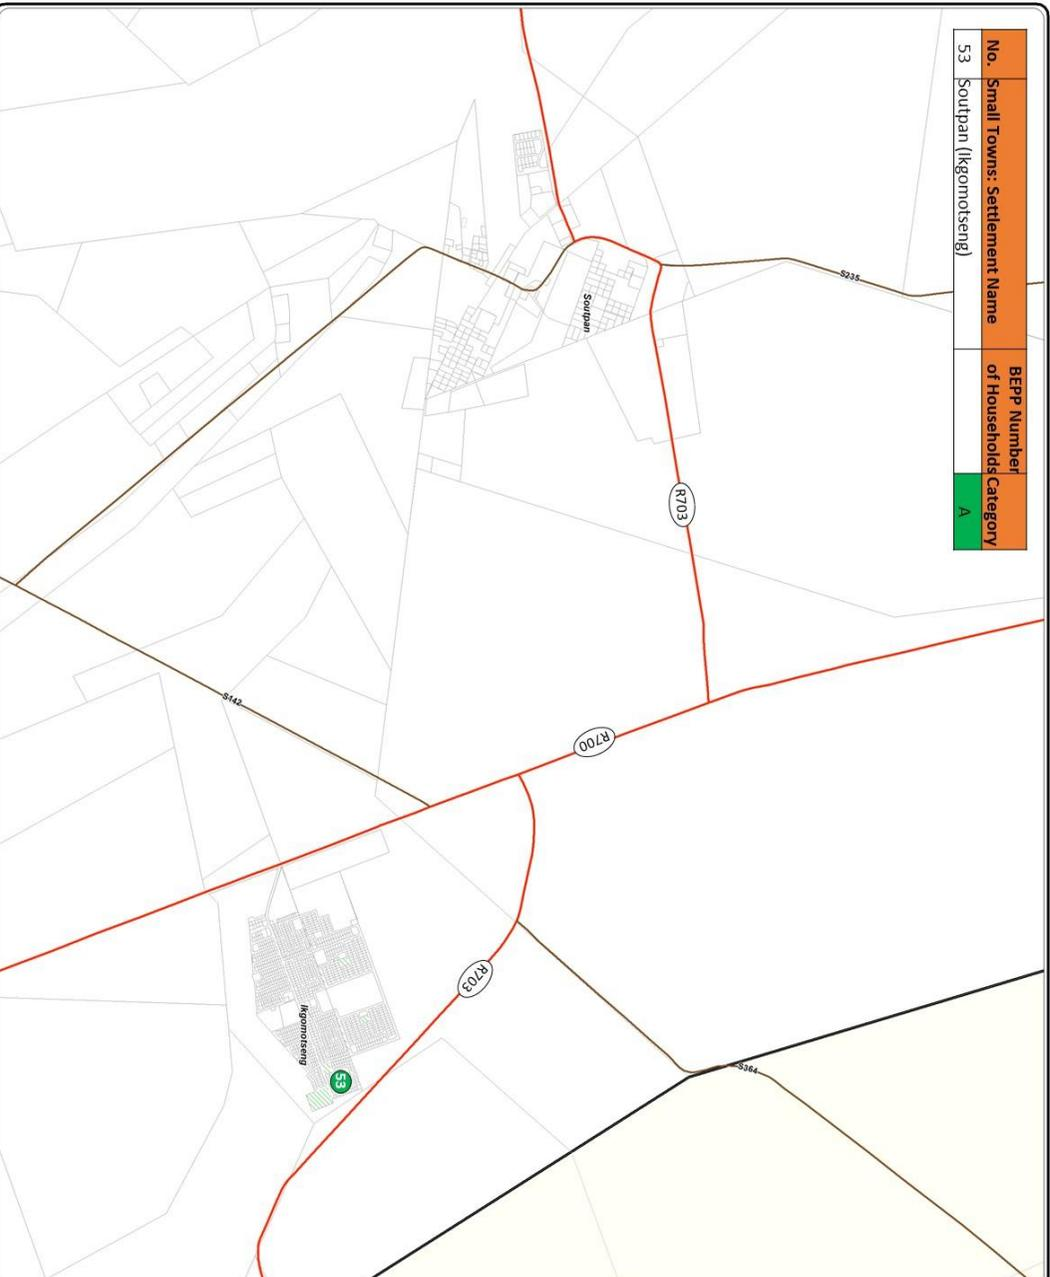 No. Small Towns: Settlement Name BEPP Number of Households Category
53 Soutpan (Ikgomotseng) A
S235
Soutpan
R703
R700
S142
R703
S364
Ikgomotseng
53